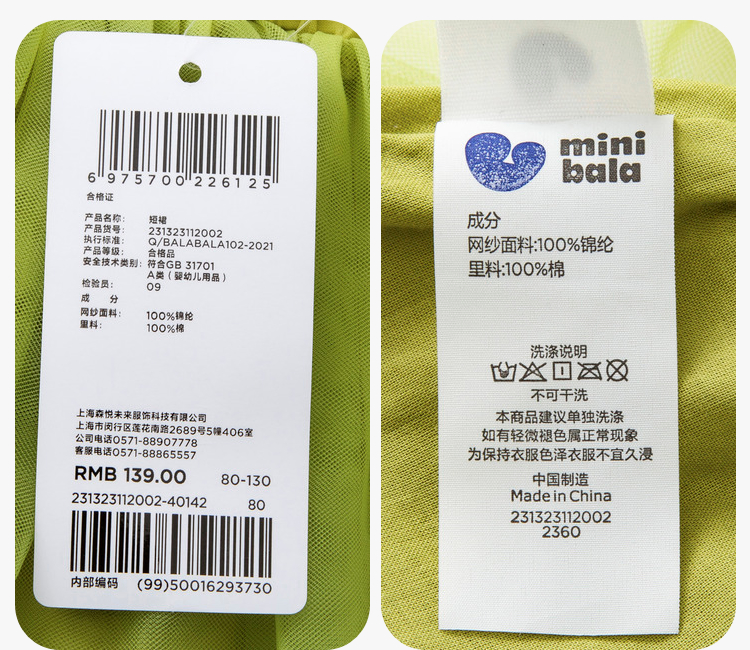 6 975700 226125
合格证
产品名称: 短裙
产品货号: 231323112002
执行标准: Q/BALABALA102-2021
产品等级: 合格品
安全技术类别: 符合GB 31701
A类(婴幼儿用品)
检验员: 09
成 分
网纱面料: 100%锦纶
里料: 100%棉
上海森悦未来服饰科技有限公司
上海市闵行区莲花南路2689号5幢406室
公司电话0571-88907778
客服电话0571-88865557
RMB 139.00 80-130
231323112002-40142 80
内部编码 (99)50016293730
mini
bala
成分
网纱面料:100%锦纶
里料:100%棉
洗涤说明
不可干洗
本商品建议单独洗涤
如有轻微褪色属正常现象
为保持衣服色泽衣服不宜久浸
中国制造
Made in China
231323112002
2360